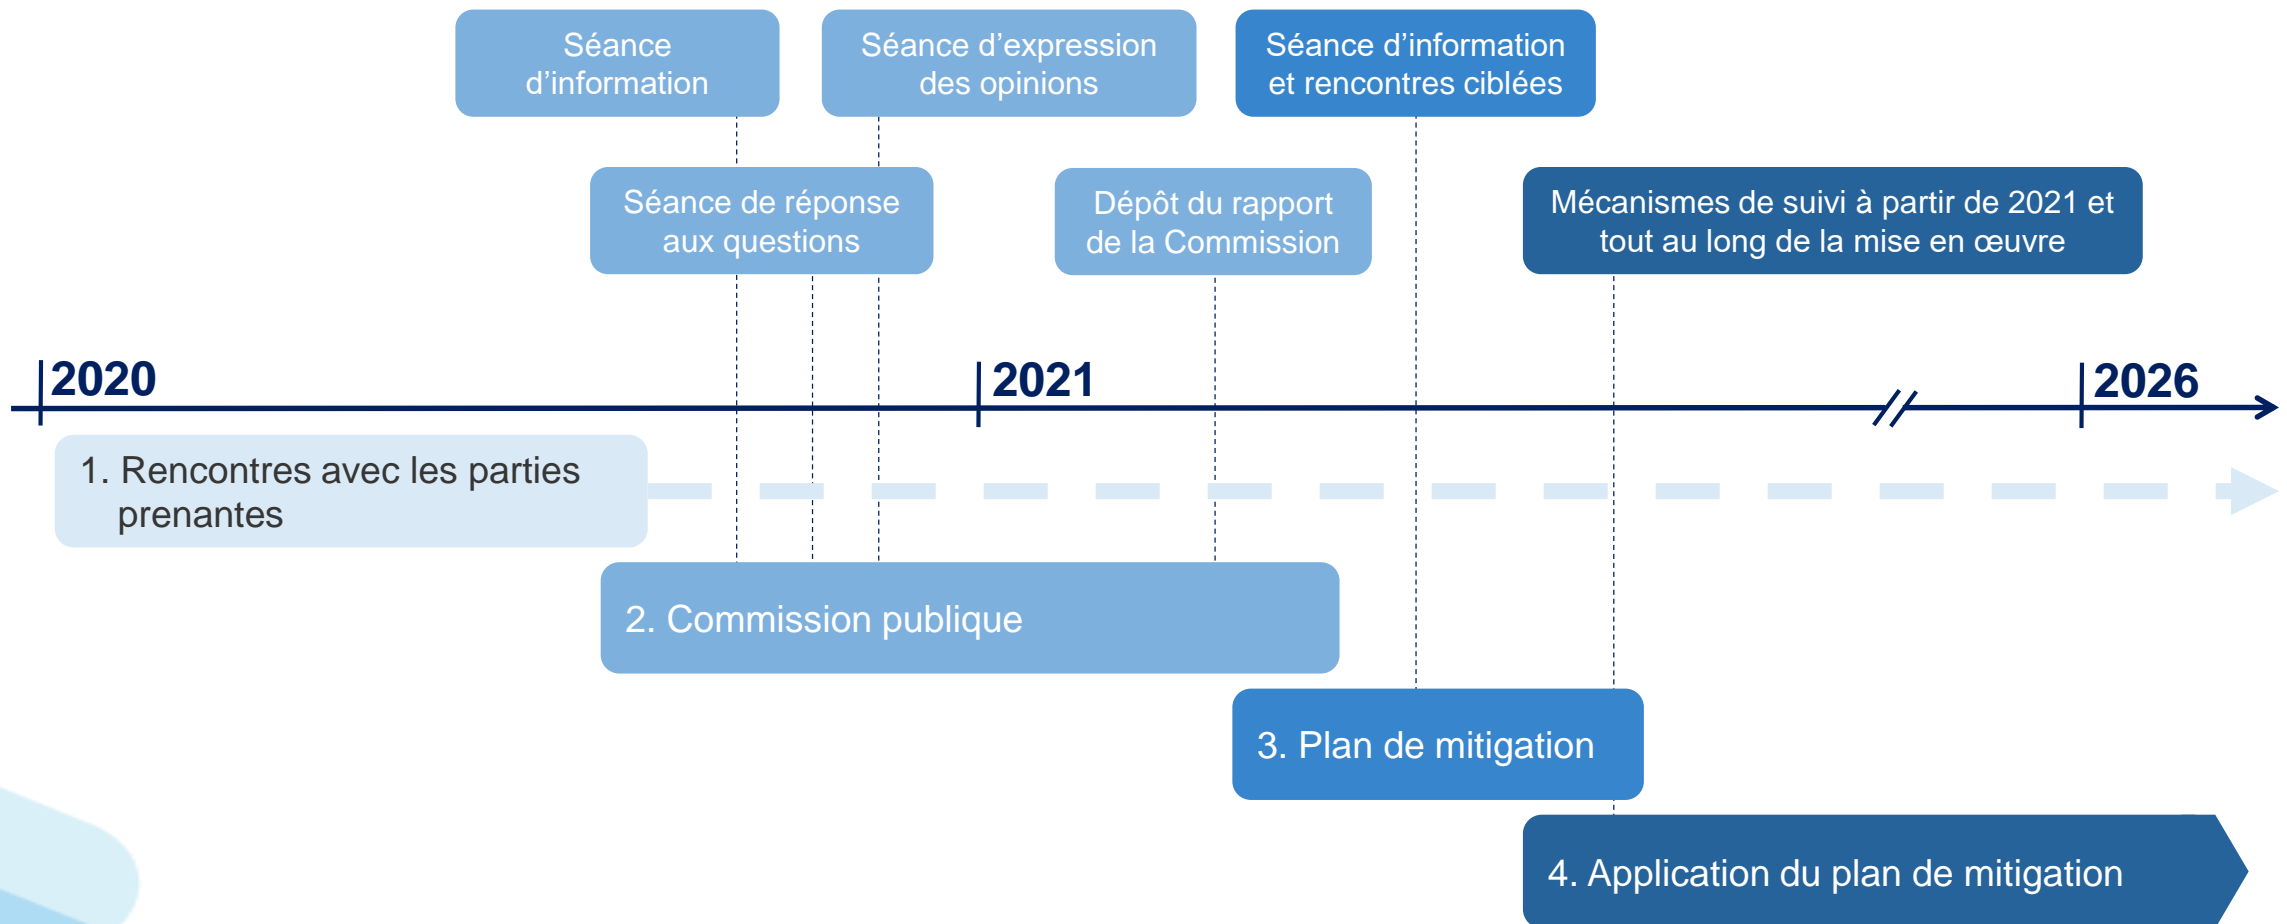 Séance
d’information
Séance d’expression
des opinions
Séance d’information
et rencontres ciblées
Séance de réponse
aux questions
Dépôt du rapport
de la Commission
Mécanismes de suivi à partir de 2021 et
tout au long de la mise en œuvre
2020
2021
2026
1. Rencontres avec les parties
prenantes
2. Commission publique
3. Plan de mitigation
4. Application du plan de mitigation